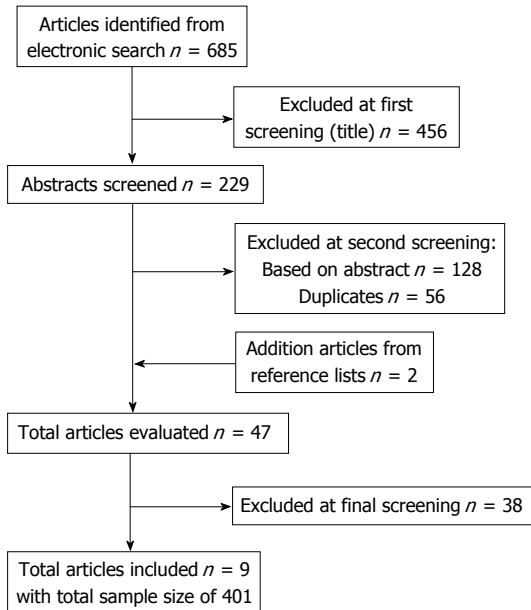 Articles identified from
electronic search n = 685
Excluded at first
screening (title) n = 456
Abstracts screened n = 229
Excluded at second screening:
Based on abstract n = 128
Duplicates n = 56
Addition articles from
reference lists n = 2
Total articles evaluated n = 47
Excluded at final screening n = 38
Total articles included n = 9
with total sample size of 401